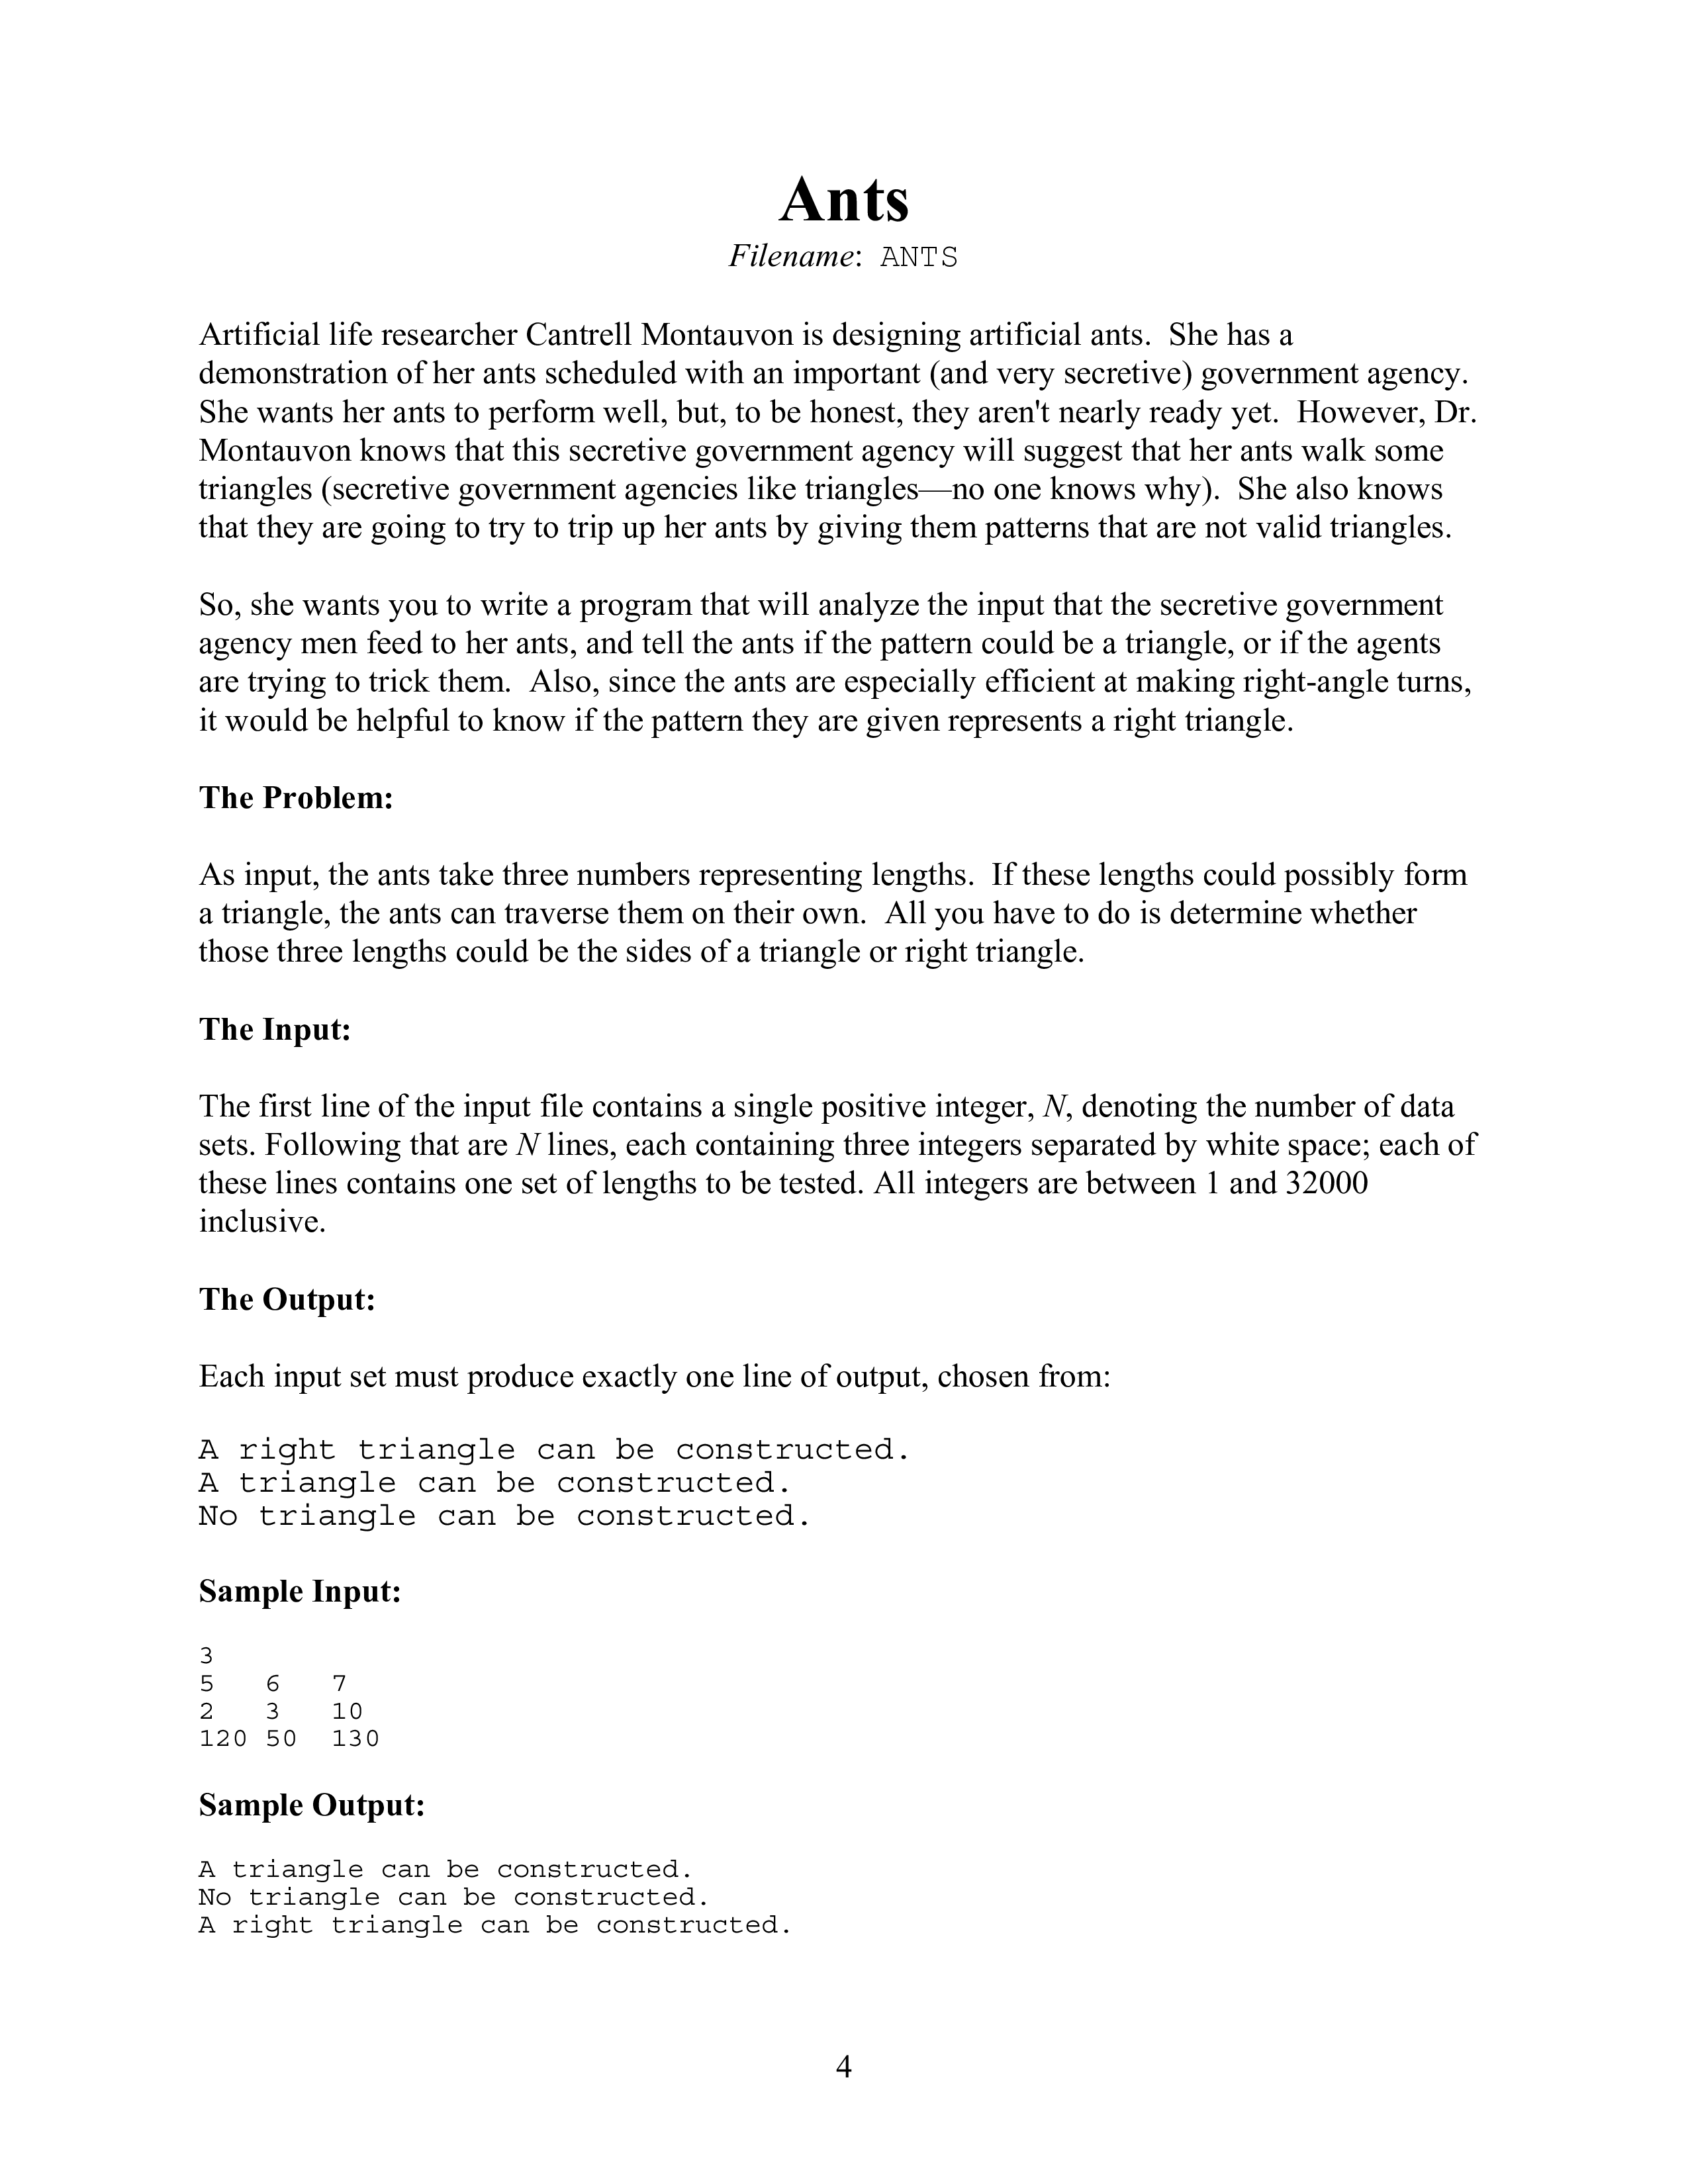 Ants
Filename: ANTS
Artificial life researcher Cantrell Montauvon is designing artificial ants.  She has a
demonstration of her ants scheduled with an important (and very secretive) government agency.
She wants her ants to perform well, but, to be honest, they aren't nearly ready yet.  However, Dr.
Montauvon knows that this secretive government agency will suggest that her ants walk some
triangles (secretive government agencies like triangles—no one knows why).  She also knows
that they are going to try to trip up her ants by giving them patterns that are not valid triangles.
So, she wants you to write a program that will analyze the input that the secretive government
agency men feed to her ants, and tell the ants if the pattern could be a triangle, or if the agents
are trying to trick them.  Also, since the ants are especially efficient at making right-angle turns,
it would be helpful to know if the pattern they are given represents a right triangle.
The Problem:
As input, the ants take three numbers representing lengths.  If these lengths could possibly form
a triangle, the ants can traverse them on their own.  All you have to do is determine whether
those three lengths could be the sides of a triangle or right triangle.
The Input:
The first line of the input file contains a single positive integer, N, denoting the number of data
sets. Following that are N lines, each containing three integers separated by white space; each of
these lines contains one set of lengths to be tested. All integers are between 1 and 32000
inclusive.
The Output:
Each input set must produce exactly one line of output, chosen from:
A right triangle can be constructed.
A triangle can be constructed.
No triangle can be constructed.
Sample Input:
3
5   6   7
2   3   10
120 50  130
Sample Output:
A triangle can be constructed.
No triangle can be constructed.
A right triangle can be constructed.
4